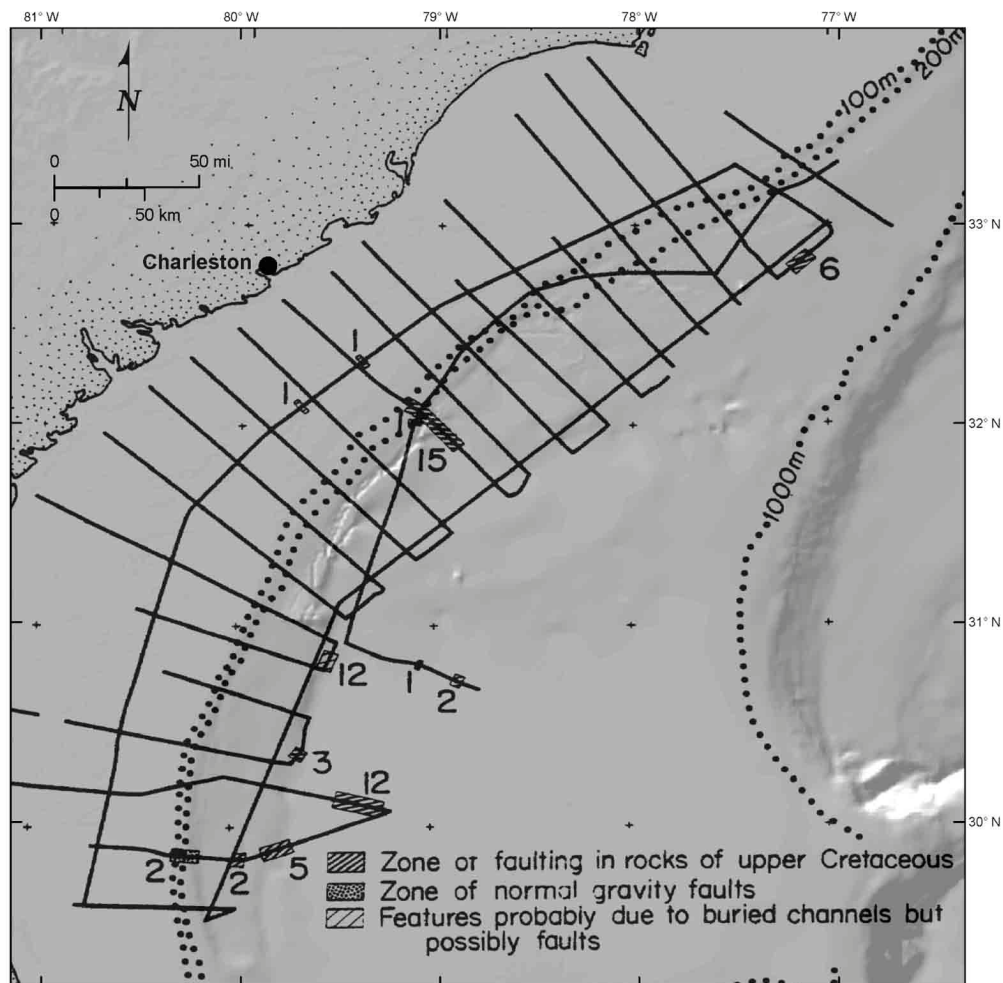 81° W 80° W 79° W 78° W 77° W
200m
100m
N
0 50 mi
0 50 km
33° N
Charleston
6
1
1
32° N
15
1000m
31° N
12
1
2
3
12
30° N
2 2 5
Zone of faulting in rocks of upper Cretaceous
Zone of normal gravity faults
Features probably due to buried channels but
possibly faults